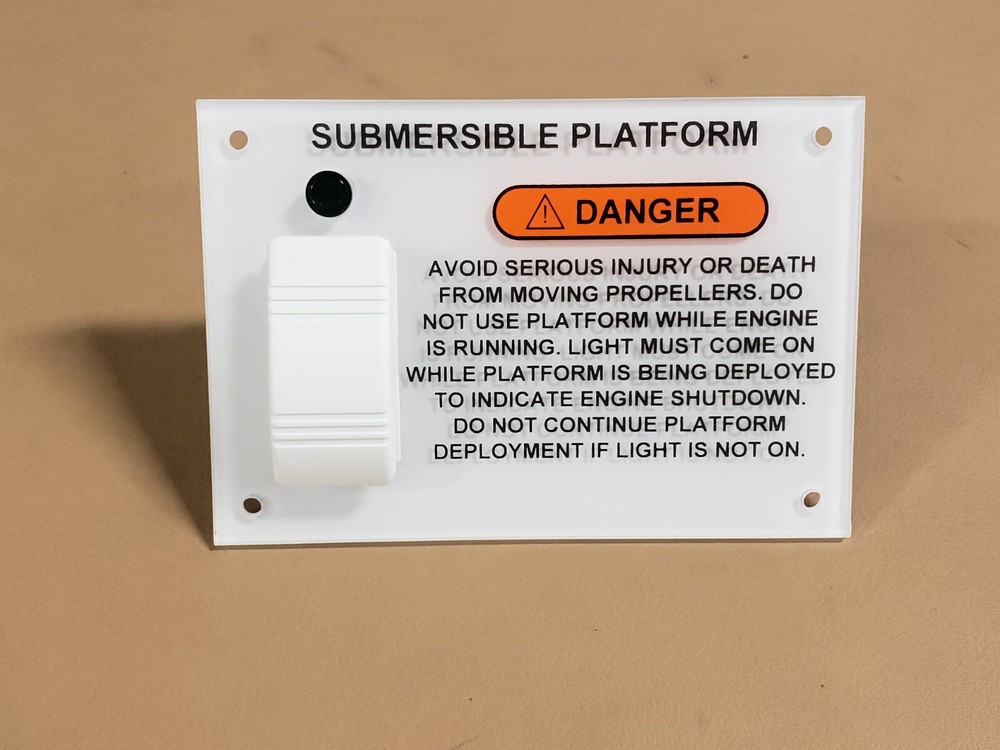 SUBMERSIBLE PLATFORM
DANGER
AVOID SERIOUS INJURY OR DEATH
FROM MOVING PROPELLERS. DO
NOT USE PLATFORM WHILE ENGINE
IS RUNNING. LIGHT MUST COME ON
WHILE PLATFORM IS BEING DEPLOYED
TO INDICATE ENGINE SHUTDOWN.
DO NOT CONTINUE PLATFORM
DEPLOYMENT IF LIGHT IS NOT ON.